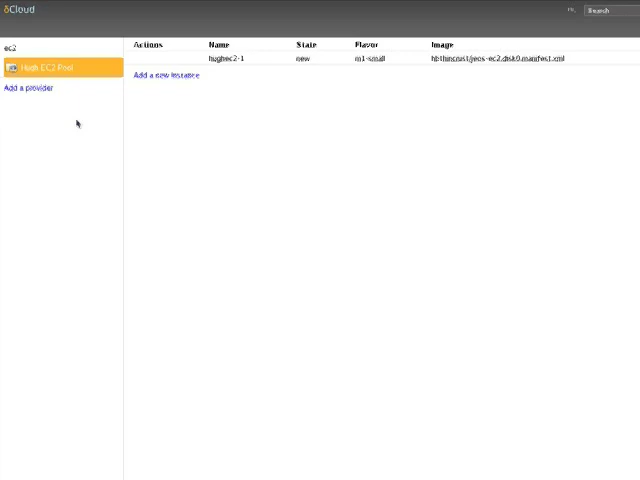 δCloud
Search
ec2
Hugh EC2 Pool
Add a provider
Actions Name State Flavor Image
hughec2-1 new m1-small
Add a new instance